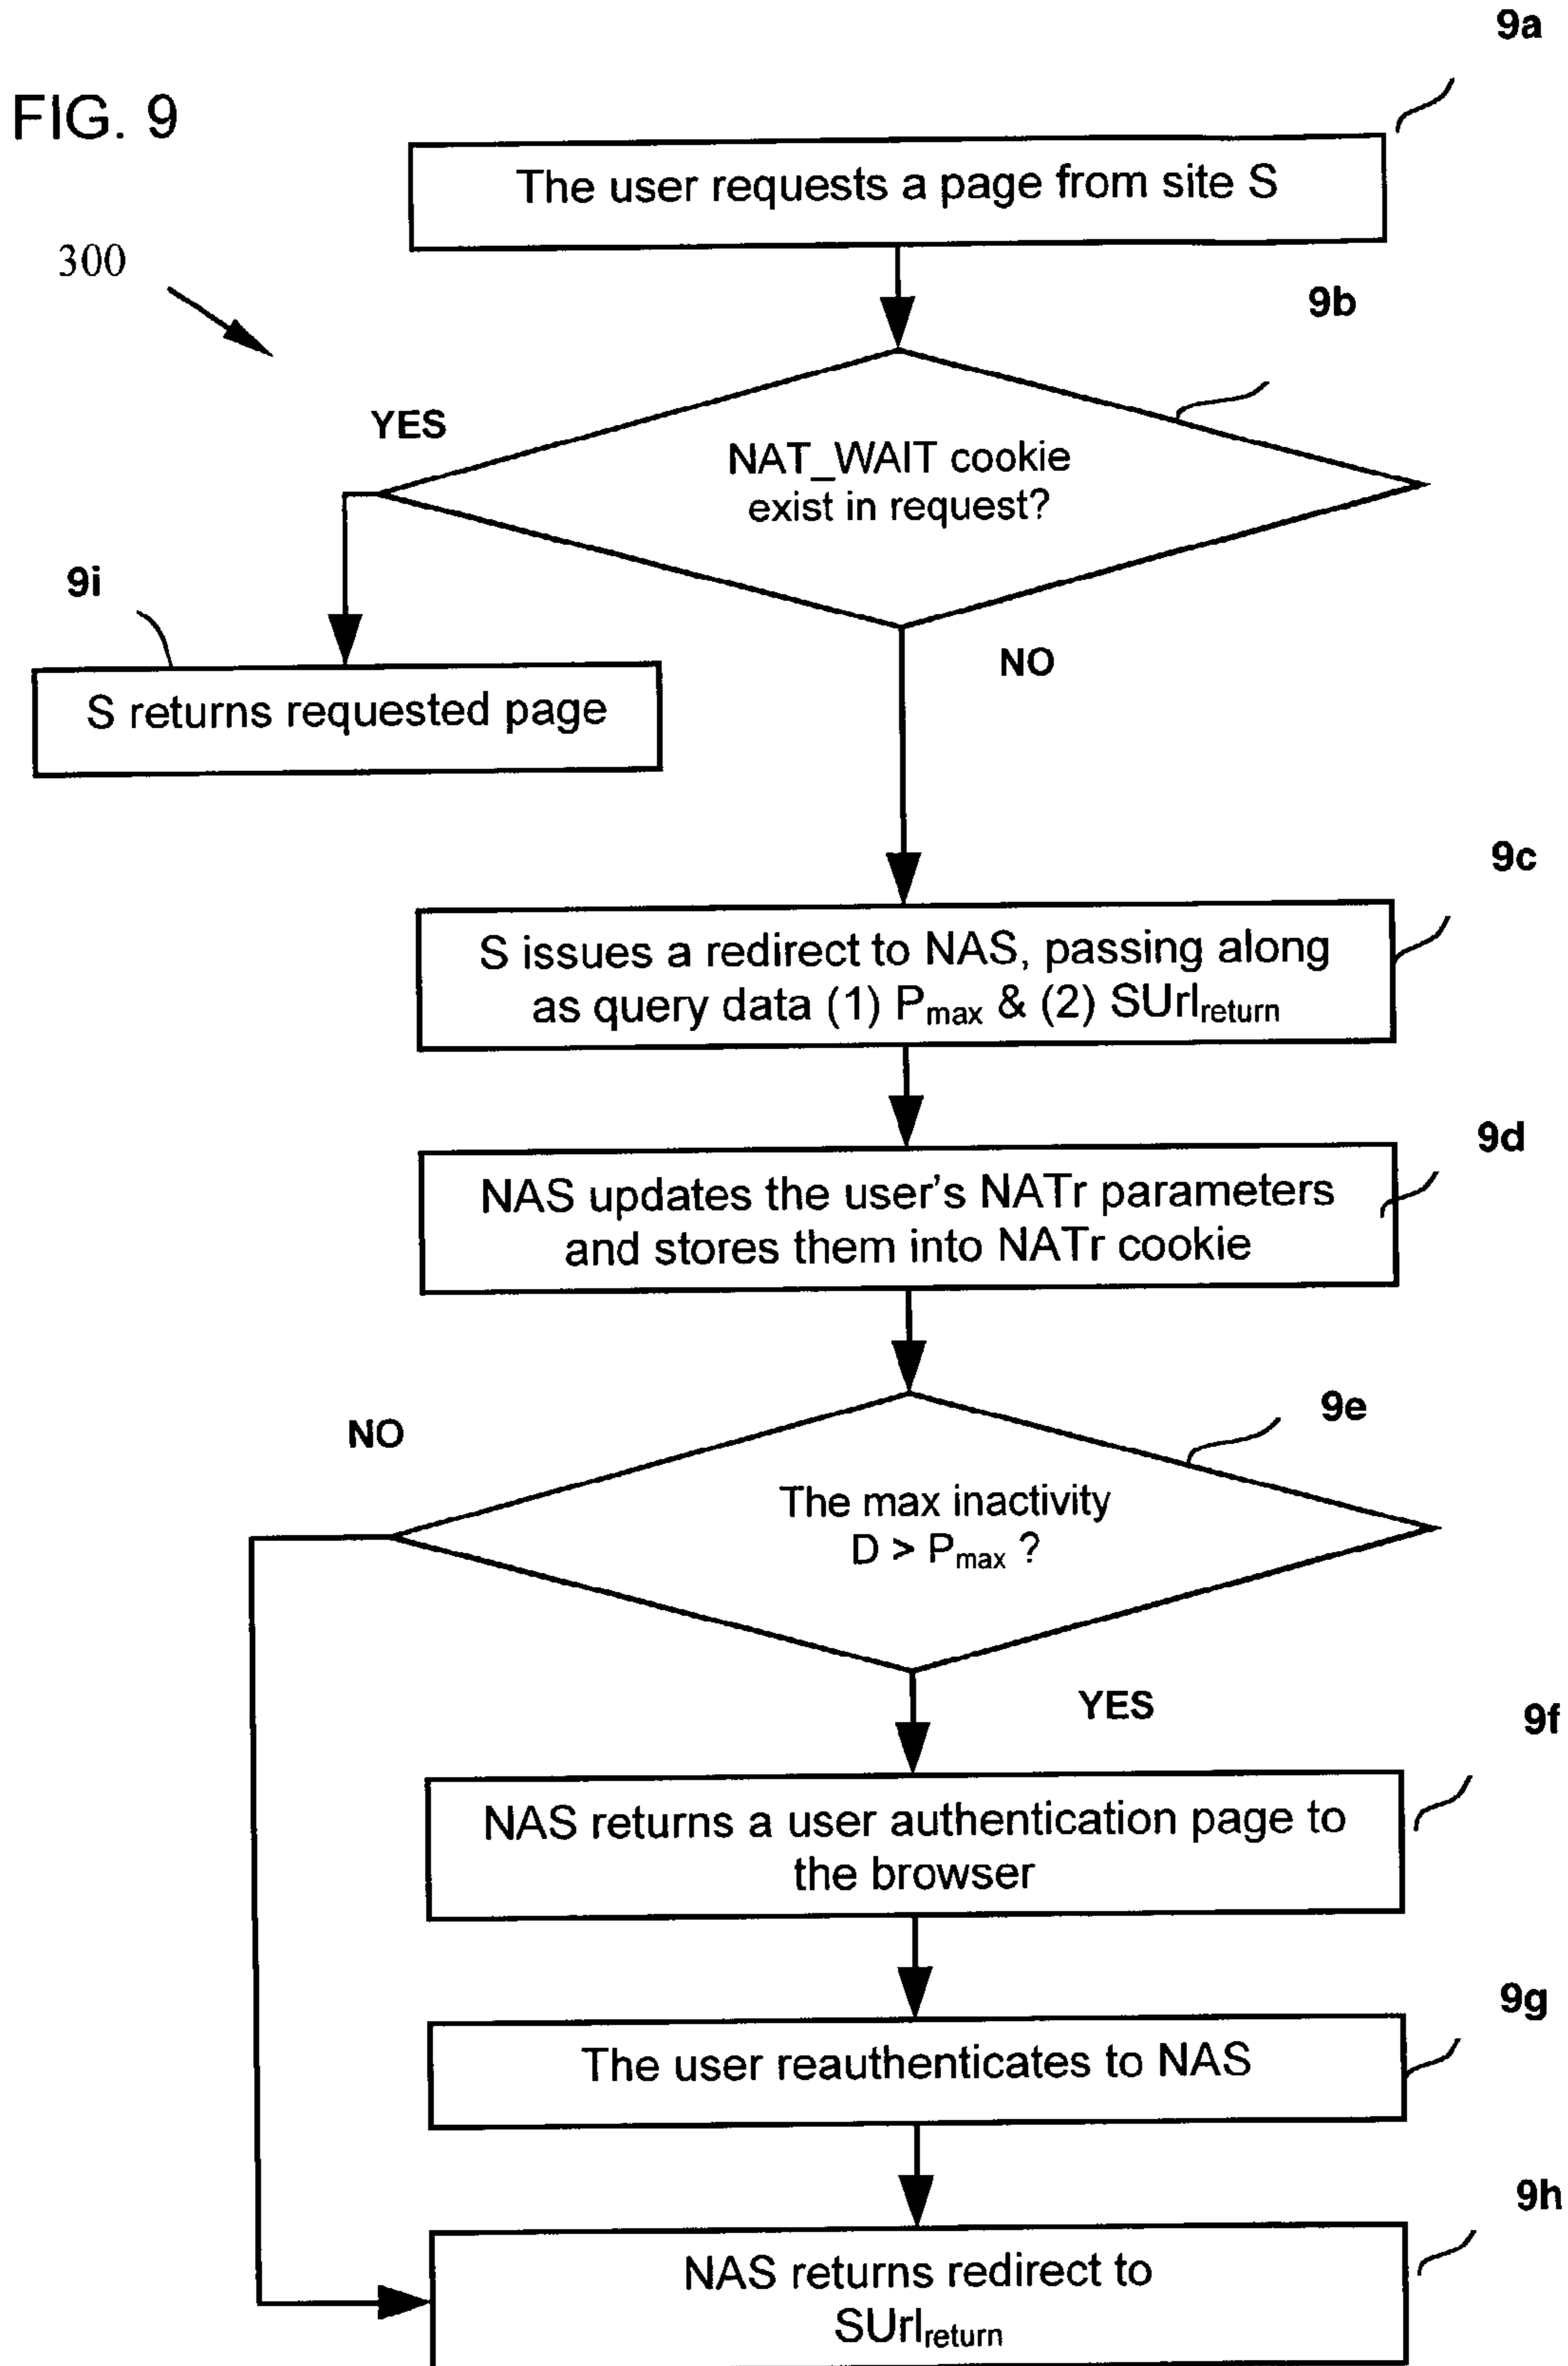 9a
FIG. 9
The user requests a page from site S
300
9b
YES
NAT_WAIT cookie
exist in request?
9i
NO
S returns requested page
9c
S issues a redirect to NAS, passing along
as query data (1) Pmax & (2) SUrlreturn
9d
NAS updates the user's NATr parameters
and stores them into NATr cookie
9e
NO
The max inactivity
D > Pmax ?
YES
9f
NAS returns a user authentication page to
the browser
9g
The user reauthenticates to NAS
9h
NAS returns redirect to
SUrlreturn